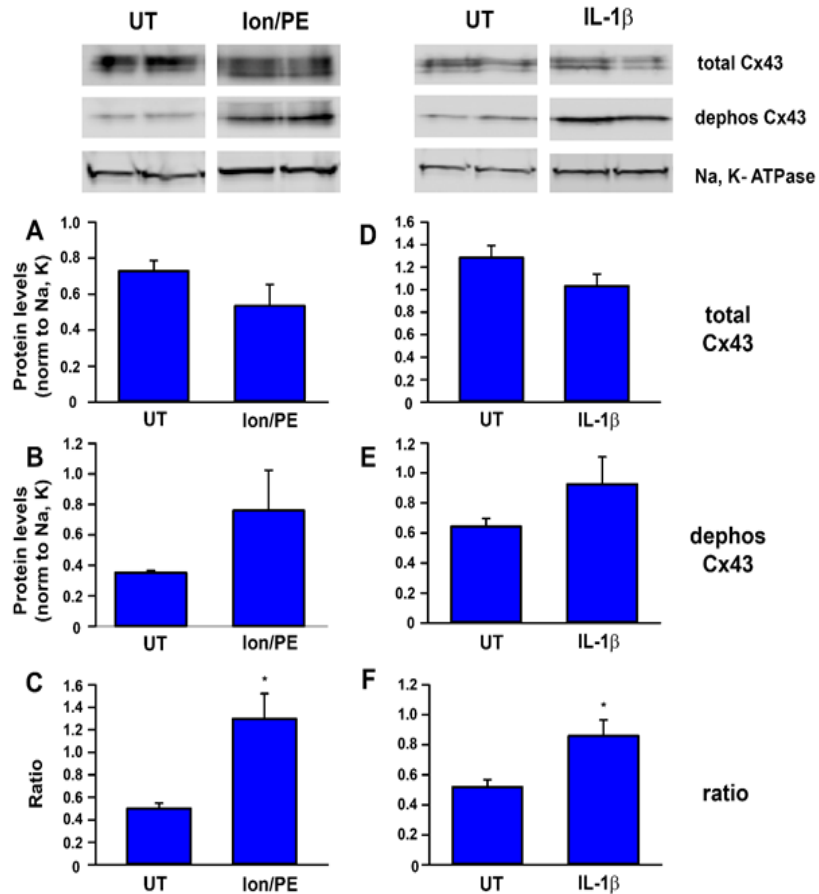 UT Ion/PE UT IL-1β
total Cx43
dephos Cx43
Na, K- ATPase
A
Protein levels
(norm to Na, K)
1.0
0.8
0.6
0.4
0.2
0
UT Ion/PE
D
1.6
1.4
1.2
1.0
0.8
0.6
0.4
0.2
0
UT IL-1β
total
Cx43
B
Protein levels
(norm to Na, K)
1.2
1.0
0.8
0.6
0.4
0.2
0
UT Ion/PE
E
1.2
1.0
0.8
0.6
0.4
0.2
0
UT IL-1β
dephos
Cx43
C
Ratio
1.6
1.4
1.2
1.0
0.8
0.6
0.4
0.2
0
*
UT Ion/PE
F
1.2
1.0
0.8
0.6
0.4
0.2
0
*
UT IL-1β
ratio